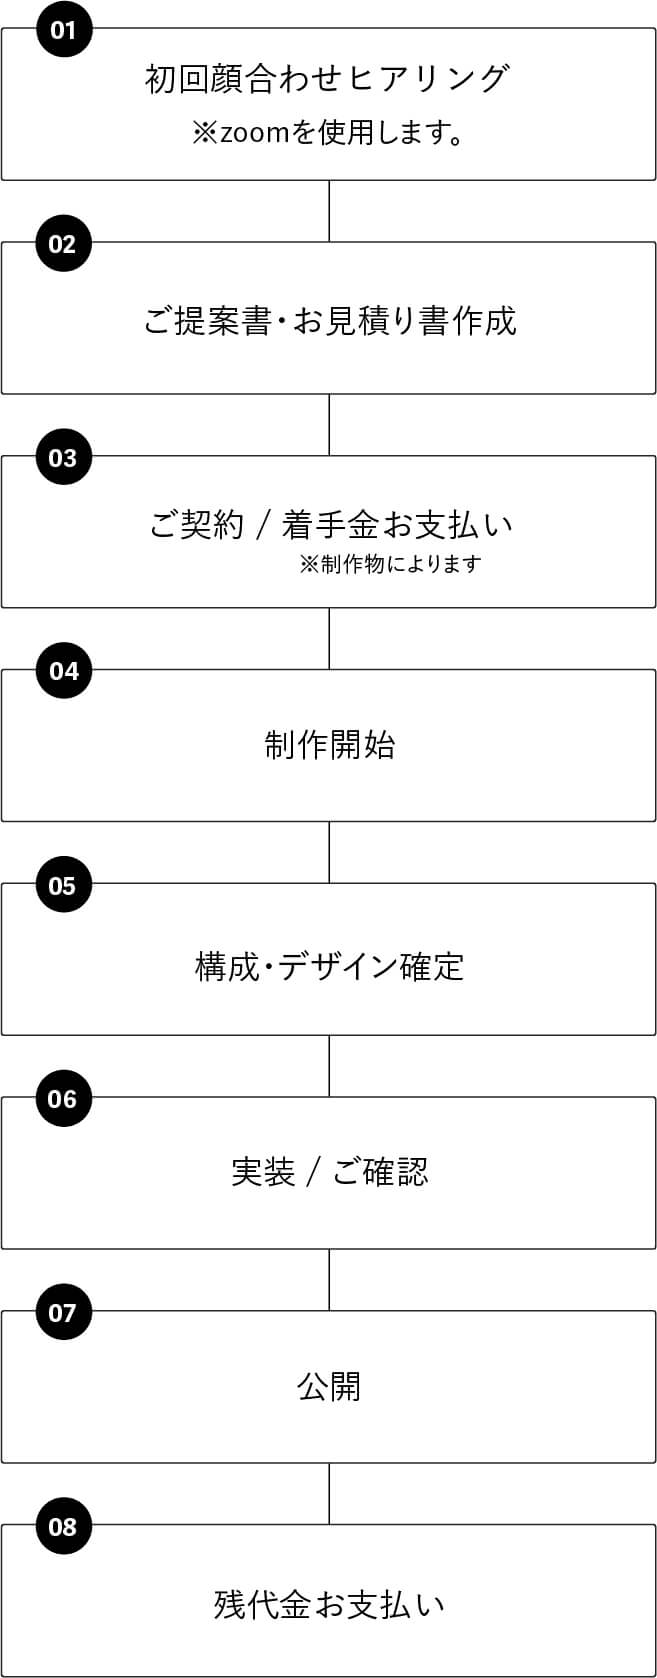 01
初回顔合わせヒアリング
※zoomを使用します。
02
ご提案書・お見積り書作成
03
ご契約 / 着手金お支払い
※制作物によります
04
制作開始
05
構成・デザイン確定
06
実装 / ご確認
07
公開
08
残代金お支払い